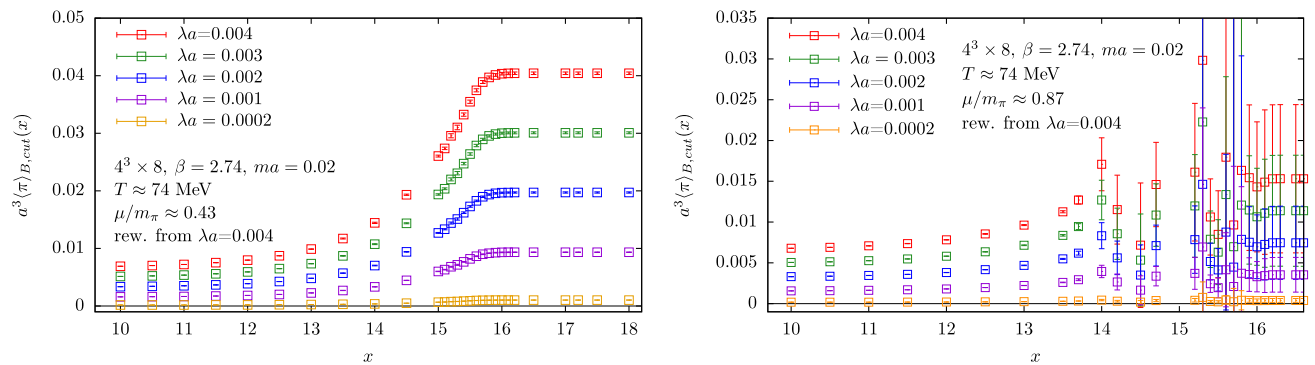 0.05
0.04
0.03
0.02
0.01
0
a³⟨π⟩_{B,cut}(x)
λa=0.004
λa = 0.003
λa = 0.002
λa = 0.001
λa = 0.0002
4³ × 8, β = 2.74, ma = 0.02
T ≈ 74 MeV
μ/m_π ≈ 0.43
rew. from λa=0.004
10 11 12 13 14 15 16 17 18
x
0.035
0.03
0.025
0.02
0.015
0.01
0.005
0
a³⟨π⟩_{B,cut}(x)
λa=0.004
λa = 0.003
λa=0.002
λa=0.001
λa=0.0002
4³ × 8, β = 2.74, ma = 0.02
T ≈ 74 MeV
μ/m_π ≈ 0.87
rew. from λa=0.004
10 11 12 13 14 15 16
x